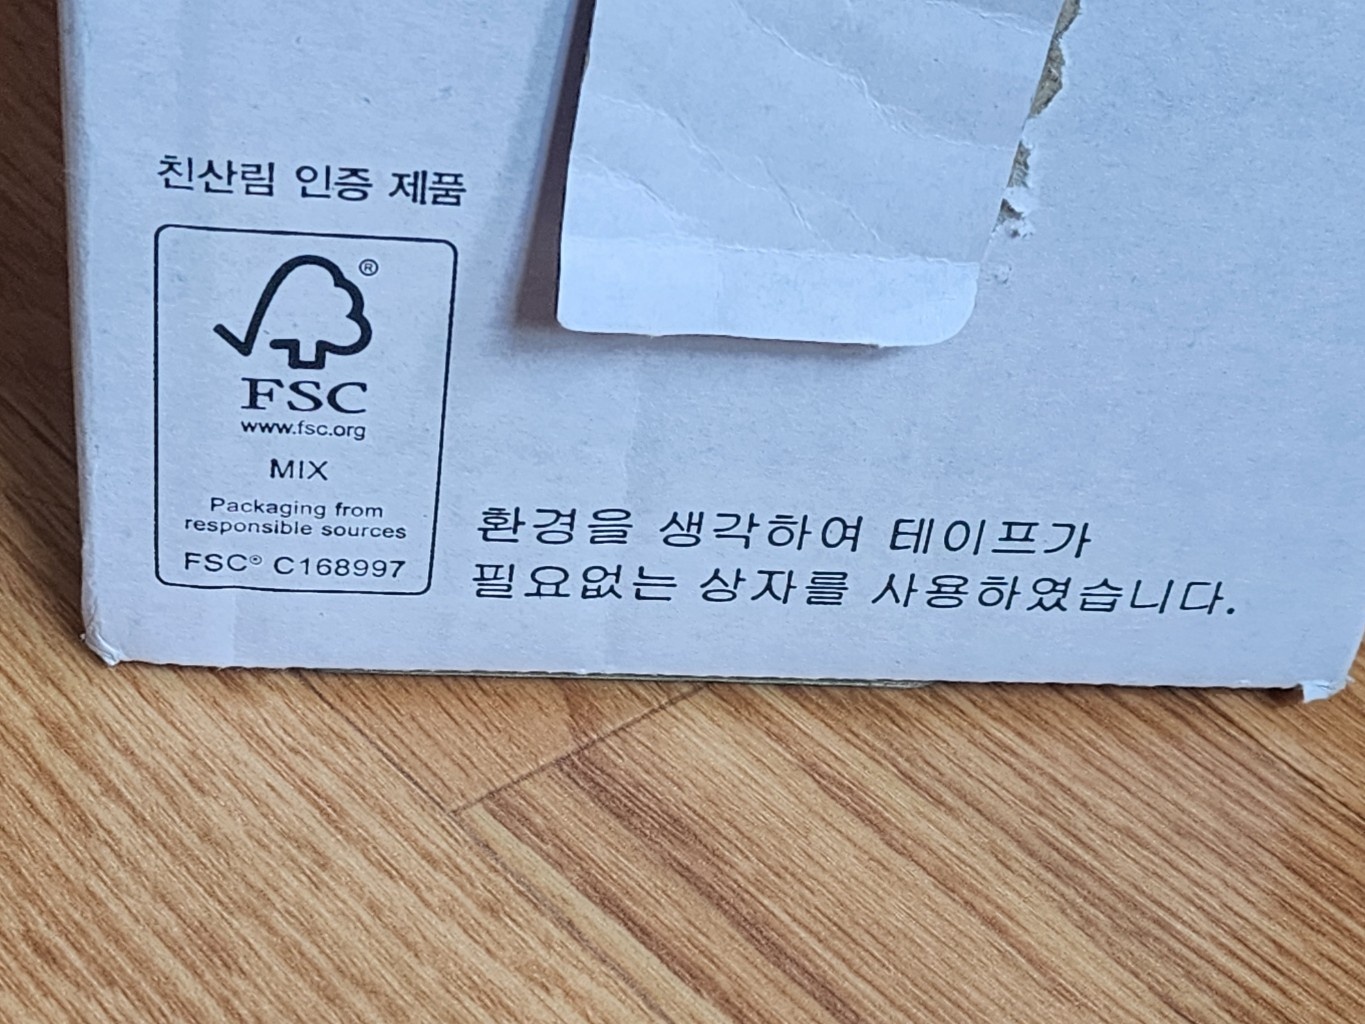 친산림 인증 제품
®
FSC
www.fsc.org
MIX
Packaging from
responsible sources
FSC® C168997
환경을 생각하여 테이프가
필요없는 상자를 사용하였습니다.